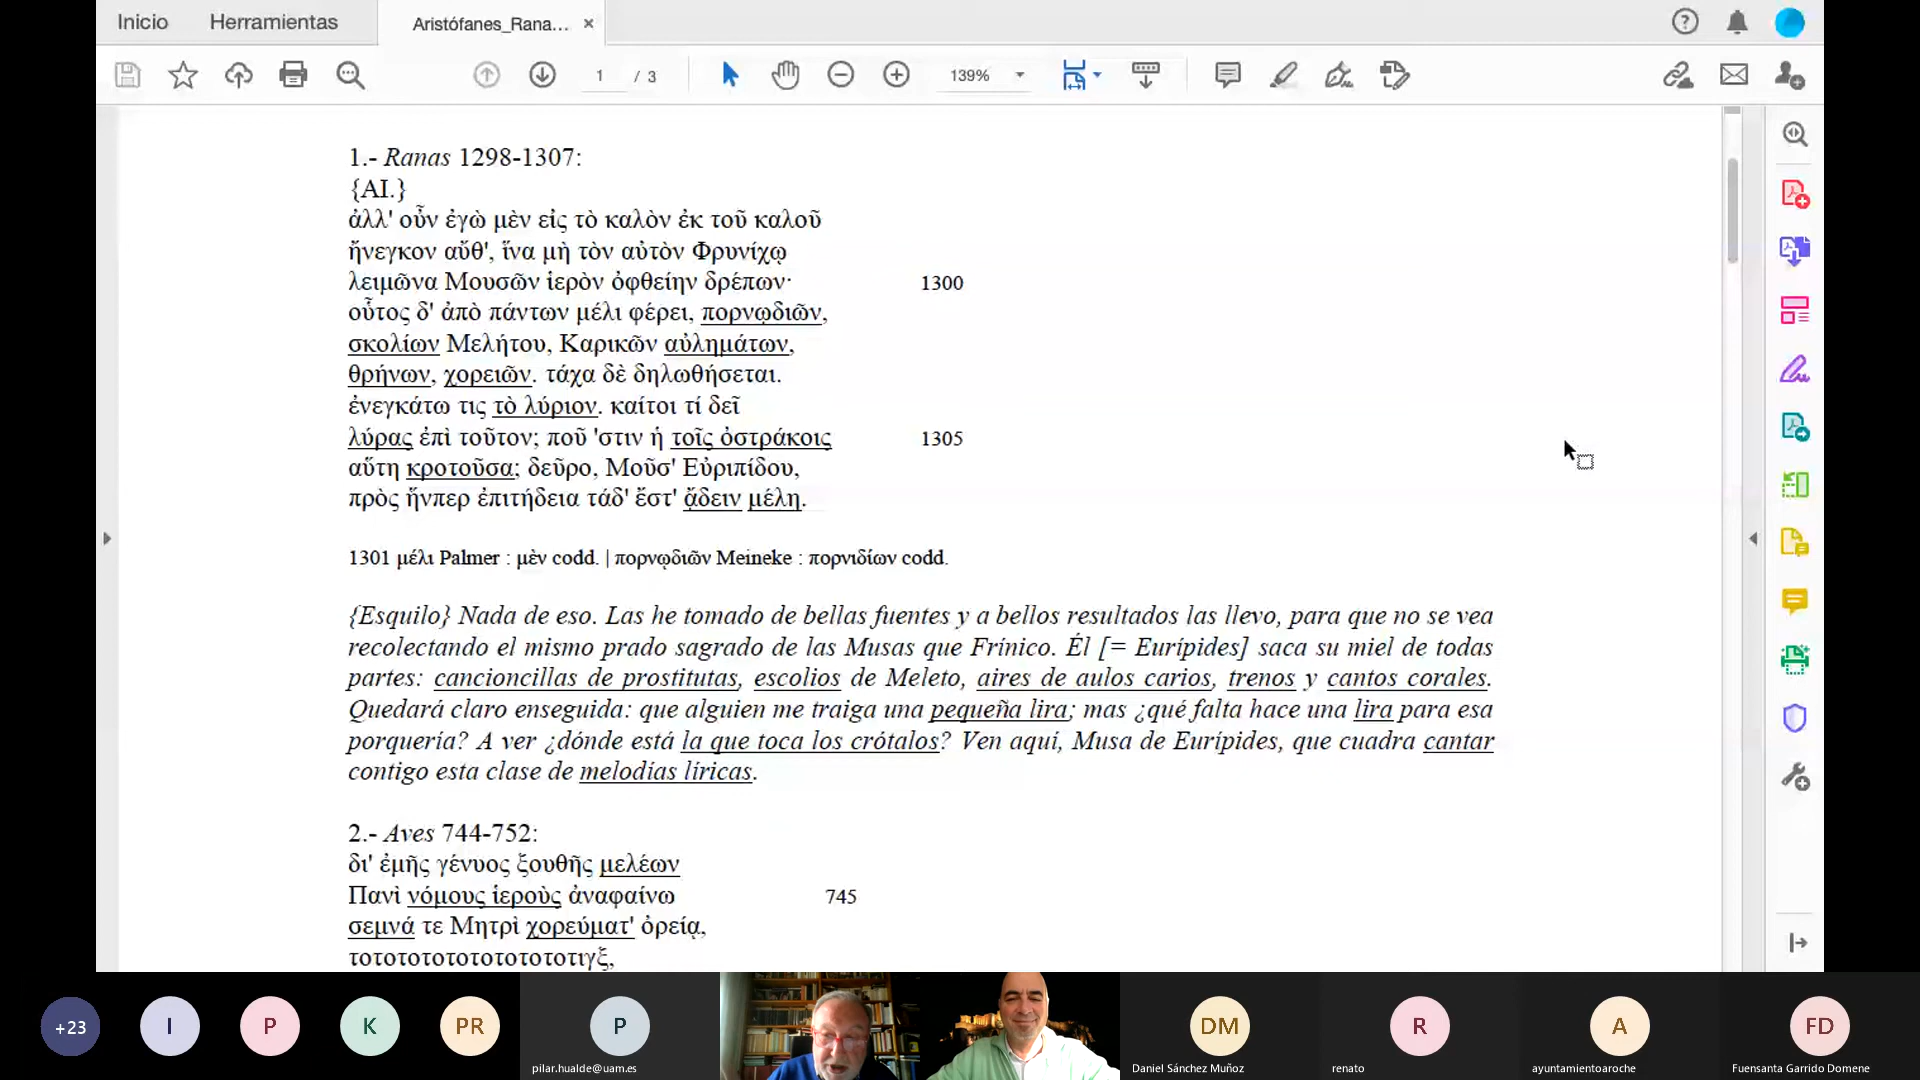 Inicio
Herramientas
Aristófanes_Rana...
1 / 3
139%
1.- Ranas 1298-1307:
{ΑΙ.}
ἀλλ' οὖν ἐγὼ μὲν εἰς τὸ καλὸν ἐκ τοῦ καλοῦ
ἤνεγκον αὔθ', ἵνα μὴ τὸν αὐτὸν Φρυνίχῳ
λειμῶνα Μουσῶν ἱερὸν ὀφθείην δρέπων· 1300
οὗτος δ' ἀπὸ πάντων μέλι φέρει, πορνῳδιῶν,
σκολίων Μελήτου, Καρικῶν αὐλημάτων,
θρήνων, χορειῶν. τάχα δὲ δηλωθήσεται.
ἐνεγκάτω τις τὸ λύριον. καίτοι τί δεῖ
λύρας ἐπὶ τοῦτον; ποῦ 'στιν ἡ τοῖς ὀστράκοις 1305
αὕτη κροτοῦσα; δεῦρο, Μοῦσ' Εὐριπίδου,
πρὸς ἥνπερ ἐπιτήδεια τάδ' ἔστ' ᾄδειν μέλη.
1301 μέλι Palmer : μὲν codd. | πορνῳδιῶν Meineke : πορνιδίων codd.
{Esquilo} Nada de eso. Las he tomado de bellas fuentes y a bellos resultados las llevo, para que no se vea
recolectando el mismo prado sagrado de las Musas que Frínico. Él [= Eurípides] saca su miel de todas
partes: cancioncillas de prostitutas, escolios de Meleto, aires de aulos carios, trenos y cantos corales.
Quedará claro enseguida: que alguien me traiga una pequeña lira; mas ¿qué falta hace una lira para esa
porquería? A ver ¿dónde está la que toca los crótalos? Ven aquí, Musa de Eurípides, que cuadra cantar
contigo esta clase de melodías líricas.
2.- Aves 744-752:
δι' ἐμῆς γένυος ξουθῆς μελέων
Πανὶ νόμους ἱεροὺς ἀναφαίνω 745
σεμνά τε Μητρὶ χορεύματ' ὀρείᾳ,
τοτοτοτοτοτοτοτοτοτιγξ,
+23
I
P
K
PR
P
DM
R
A
FD
pilar.hualde@uam.es
Daniel Sánchez Muñoz
renato
ayuntamientoaroche
Fuensanta Garrido Domene